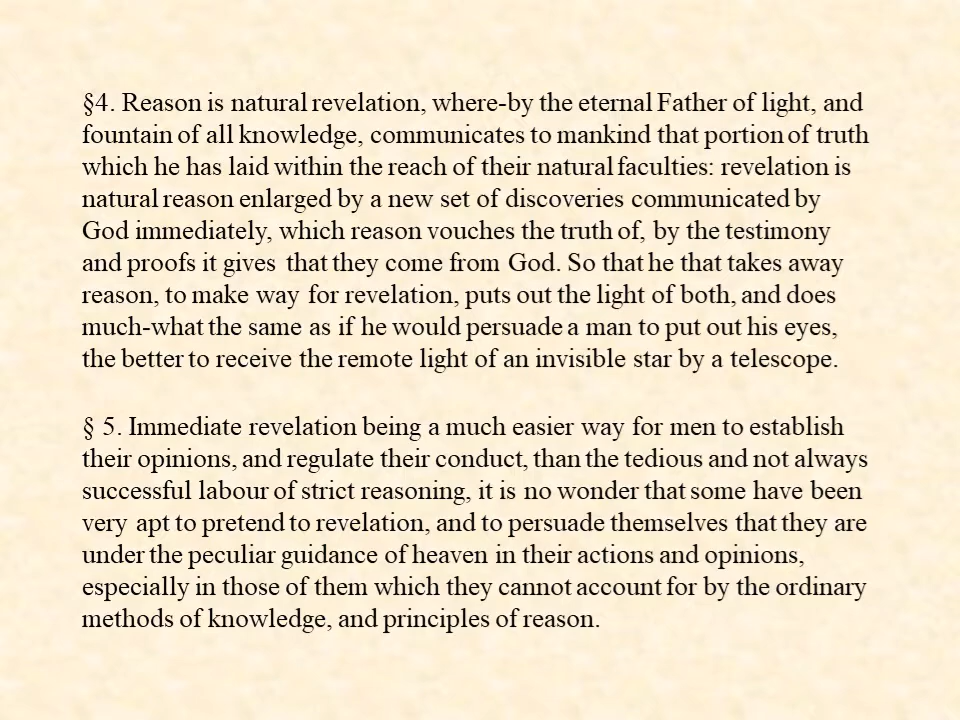 §4. Reason is natural revelation, where-by the eternal Father of light, and
fountain of all knowledge, communicates to mankind that portion of truth
which he has laid within the reach of their natural faculties: revelation is
natural reason enlarged by a new set of discoveries communicated by
God immediately, which reason vouches the truth of, by the testimony
and proofs it gives that they come from God. So that he that takes away
reason, to make way for revelation, puts out the light of both, and does
much-what the same as if he would persuade a man to put out his eyes,
the better to receive the remote light of an invisible star by a telescope.
§ 5. Immediate revelation being a much easier way for men to establish
their opinions, and regulate their conduct, than the tedious and not always
successful labour of strict reasoning, it is no wonder that some have been
very apt to pretend to revelation, and to persuade themselves that they are
under the peculiar guidance of heaven in their actions and opinions,
especially in those of them which they cannot account for by the ordinary
methods of knowledge, and principles of reason.